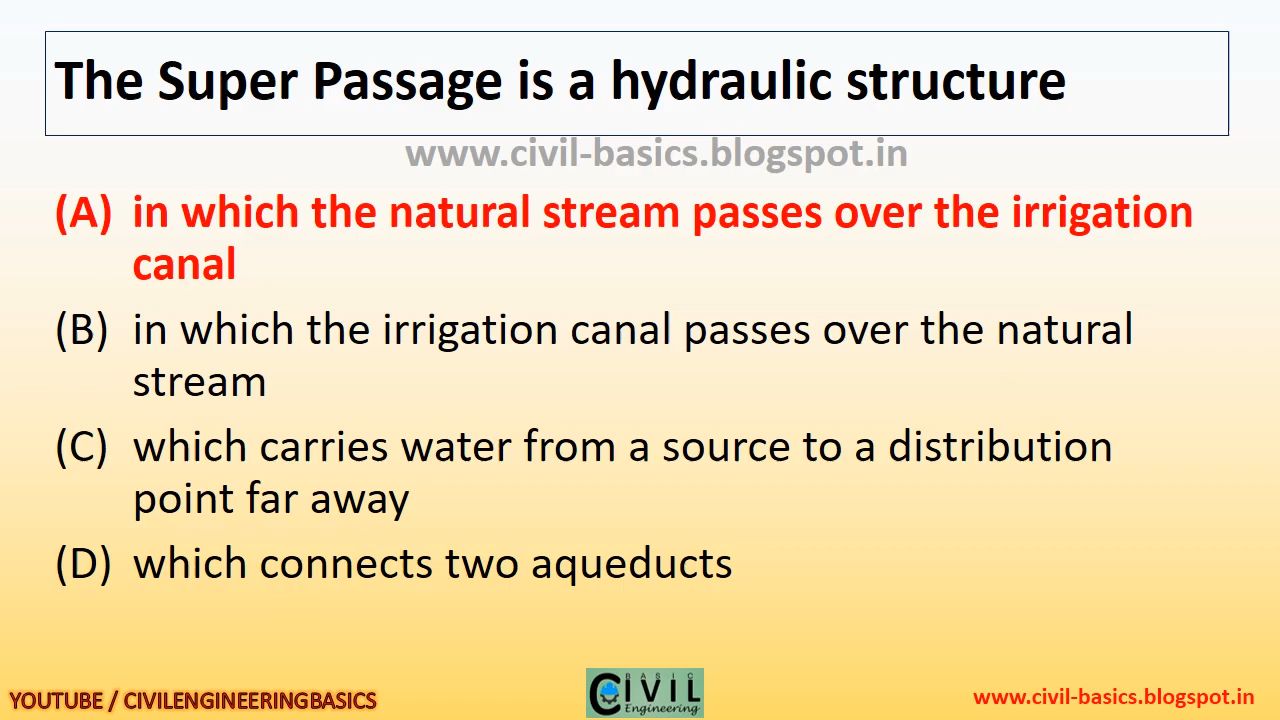 The Super Passage is a hydraulic structure
www.civil-basics.blogspot.in
(A) in which the natural stream passes over the irrigation
canal
(B) in which the irrigation canal passes over the natural
stream
(C) which carries water from a source to a distribution
point far away
(D) which connects two aqueducts
YOUTUBE / CIVILENGINEERINGBASICS
BASIC
CIVIL
Engineering
www.civil-basics.blogspot.in